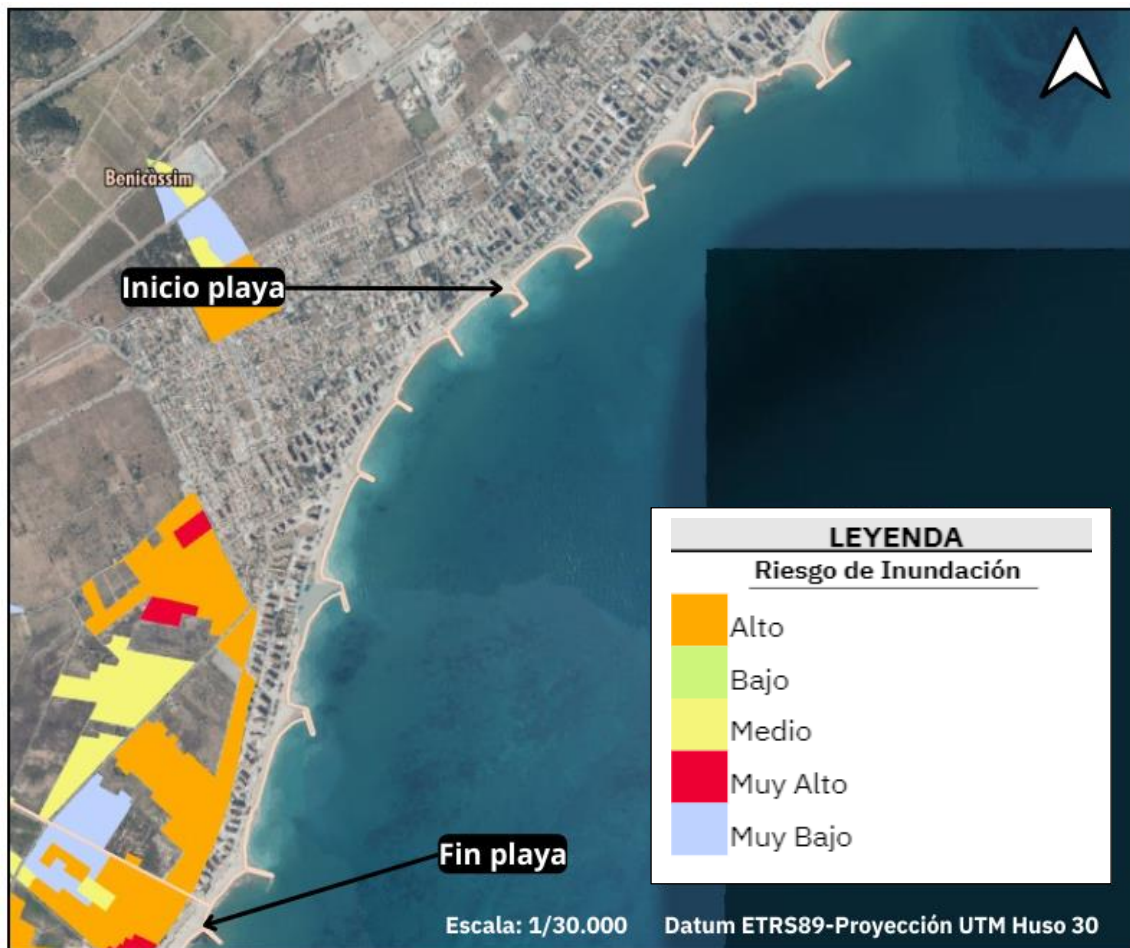 Benicàssim
Inicio playa
LEYENDA
Riesgo de Inundación
Alto
Bajo
Medio
Muy Alto
Muy Bajo
Fin playa
Escala: 1/30.000 Datum ETRS89-Proyección UTM Huso 30